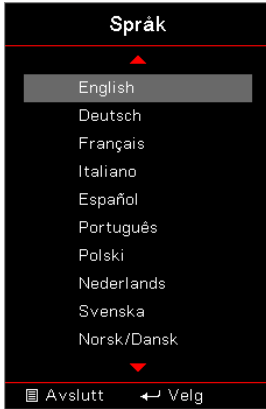 Språk
English
Deutsch
Français
Italiano
Español
Português
Polski
Nederlands
Svenska
Norsk/Dansk
Avslutt Velg